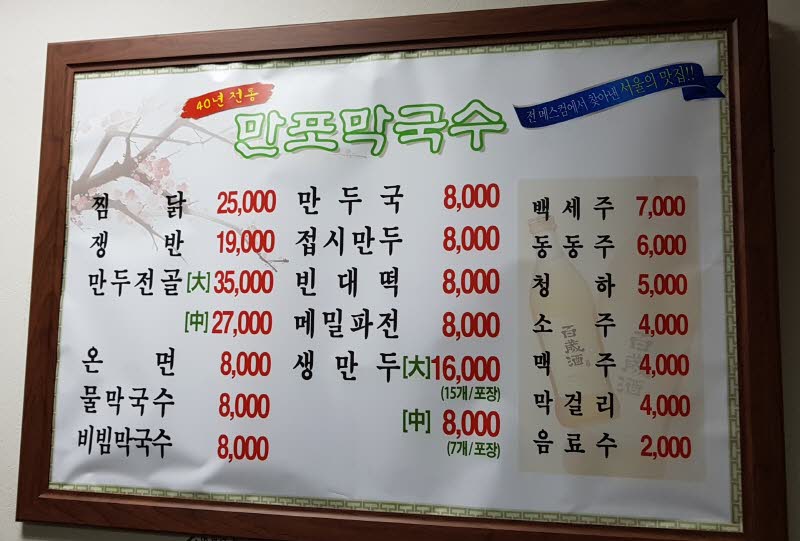 40년 전통
만포막국수
전 메스컴에서 찾아낸 서울의 맛집!!
찜닭 25,000
쟁반 19,000
만두전골 [大] 35,000
[中] 27,000
온면 8,000
물막국수 8,000
비빔막국수 8,000
만두국 8,000
접시만두 8,000
빈대떡 8,000
메밀파전 8,000
생만두 [大] 16,000
(15개/포장)
[中] 8,000
(7개/포장)
백세주 7,000
동동주 6,000
청하 5,000
소주 4,000
맥주 4,000
막걸리 4,000
음료수 2,000
百歲酒